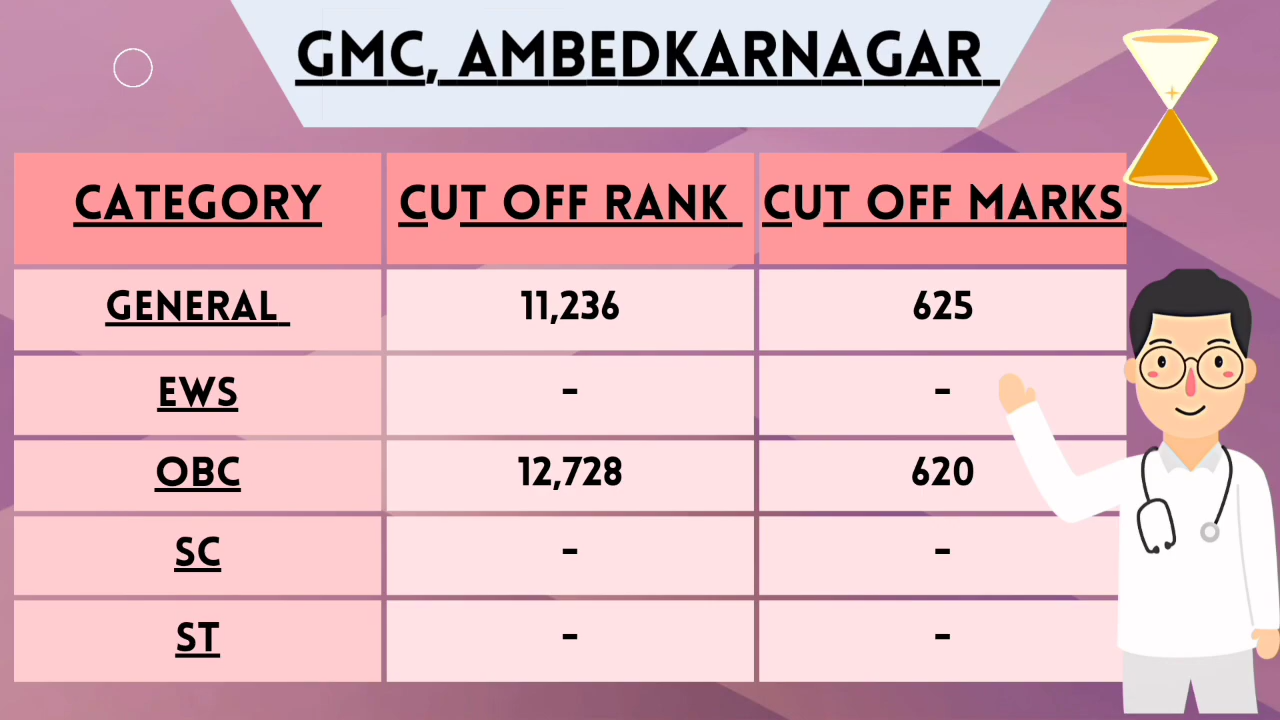 GMC, AMBEDKARNAGAR
CATEGORY CUT OFF RANK CUT OFF MARKS
GENERAL 11,236 625
EWS - -
OBC 12,728 620
SC - -
ST - -